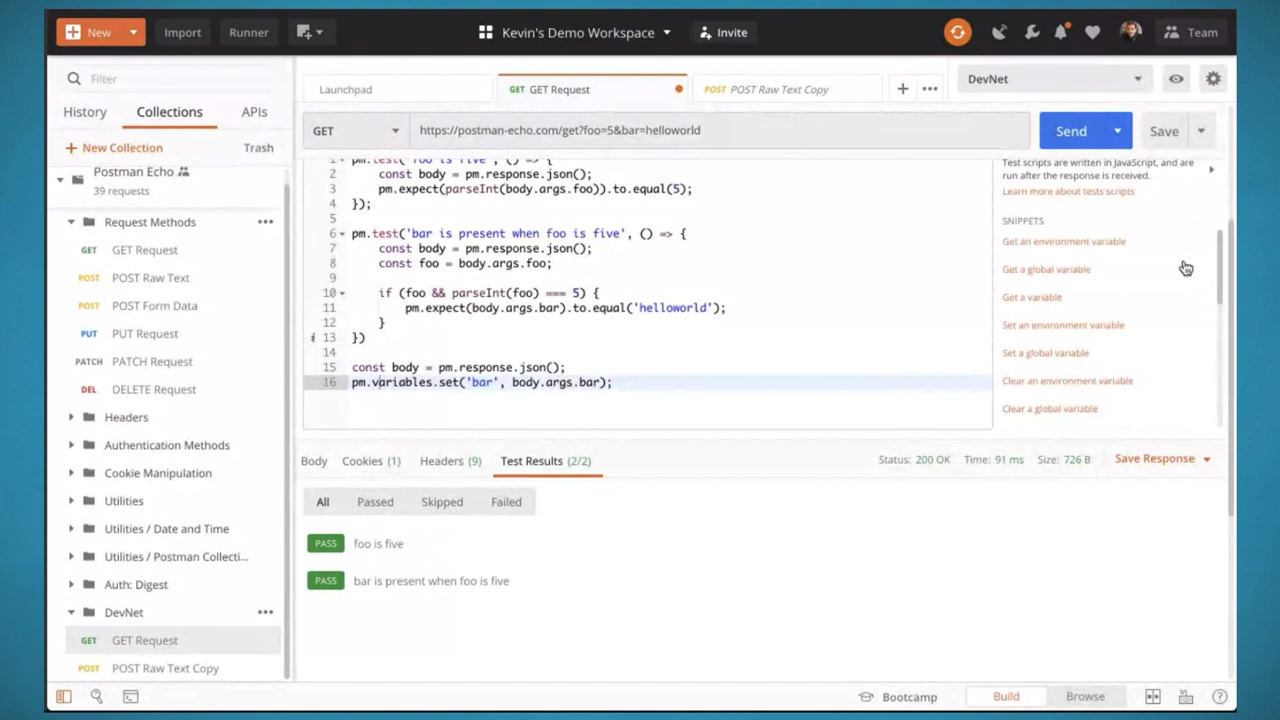 New
Import
Runner
Kevin's Demo Workspace
Invite
Team
Filter
History
Collections
APIs
+ New Collection
Trash
Postman Echo
39 requests
Request Methods
GET GET Request
POST POST Raw Text
POST POST Form Data
PUT PUT Request
PATCH PATCH Request
DEL DELETE Request
Headers
Authentication Methods
Cookie Manipulation
Utilities
Utilities / Date and Time
Utilities / Postman Collecti...
Auth: Digest
DevNet
GET GET Request
POST POST Raw Text Copy
Launchpad
GET GET Request
POST POST Raw Text Copy
DevNet
GET
https://postman-echo.com/get?foo=5&bar=helloworld
Send
Save
1 pm.test('foo is five', () => {
2 const body = pm.response.json();
3 pm.expect(parseInt(body.args.foo)).to.equal(5);
4 });
5
6 pm.test('bar is present when foo is five', () => {
7 const body = pm.response.json();
8 const foo = body.args.foo;
9
10 if (foo && parseInt(foo) === 5) {
11 pm.expect(body.args.bar).to.equal('helloworld');
12 }
13 })
14
15 const body = pm.response.json();
16 pm.variables.set('bar', body.args.bar);
Test scripts are written in JavaScript, and are
run after the response is received.
Learn more about tests scripts
SNIPPETS
Get an environment variable
Get a global variable
Get a variable
Set an environment variable
Set a global variable
Clear an environment variable
Clear a global variable
Body
Cookies (1)
Headers (9)
Test Results (2/2)
Status: 200 OK
Time: 91 ms
Size: 726 B
Save Response
All
Passed
Skipped
Failed
PASS foo is five
PASS bar is present when foo is five
Bootcamp
Build
Browse